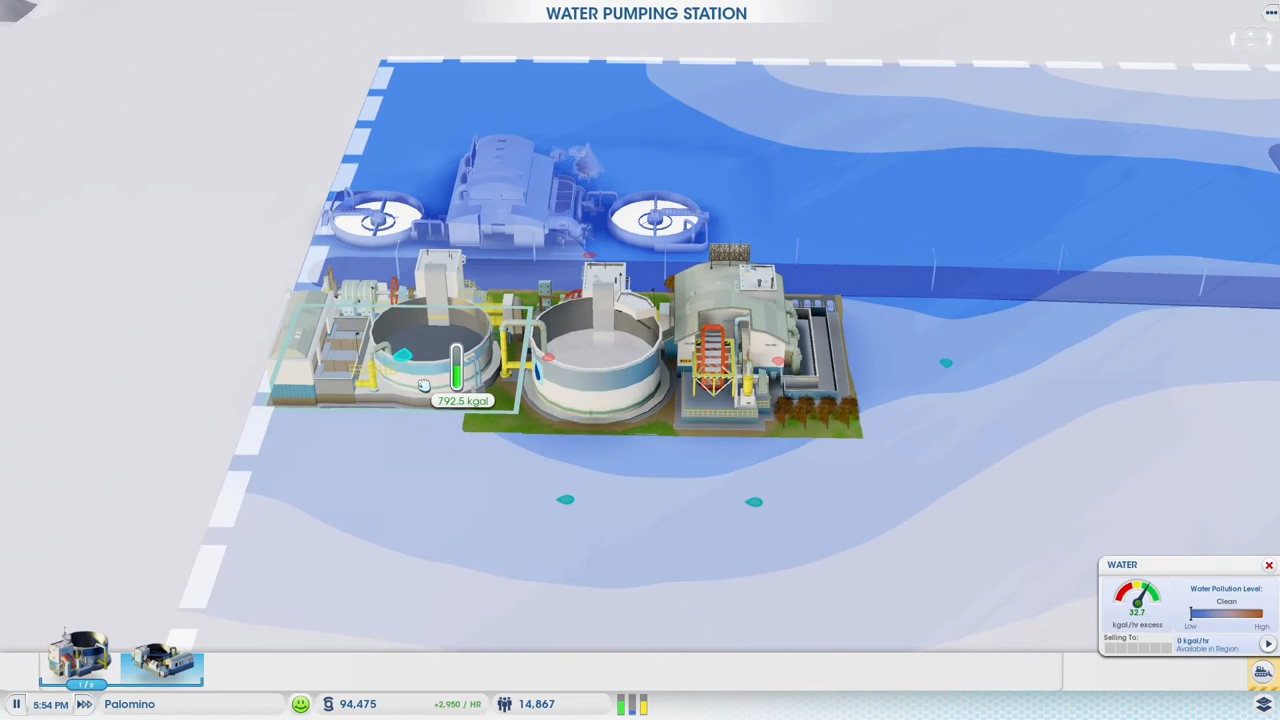 WATER PUMPING STATION
792.5 kgal
WATER
Water Pollution Level:
Clean
Low
High
32.7
kgal/hr excess
Selling To:
0 kgal/hr
Available in Region
1 / 6
5:54 PM
Palomino
94,475
+2,950 / HR
14,867